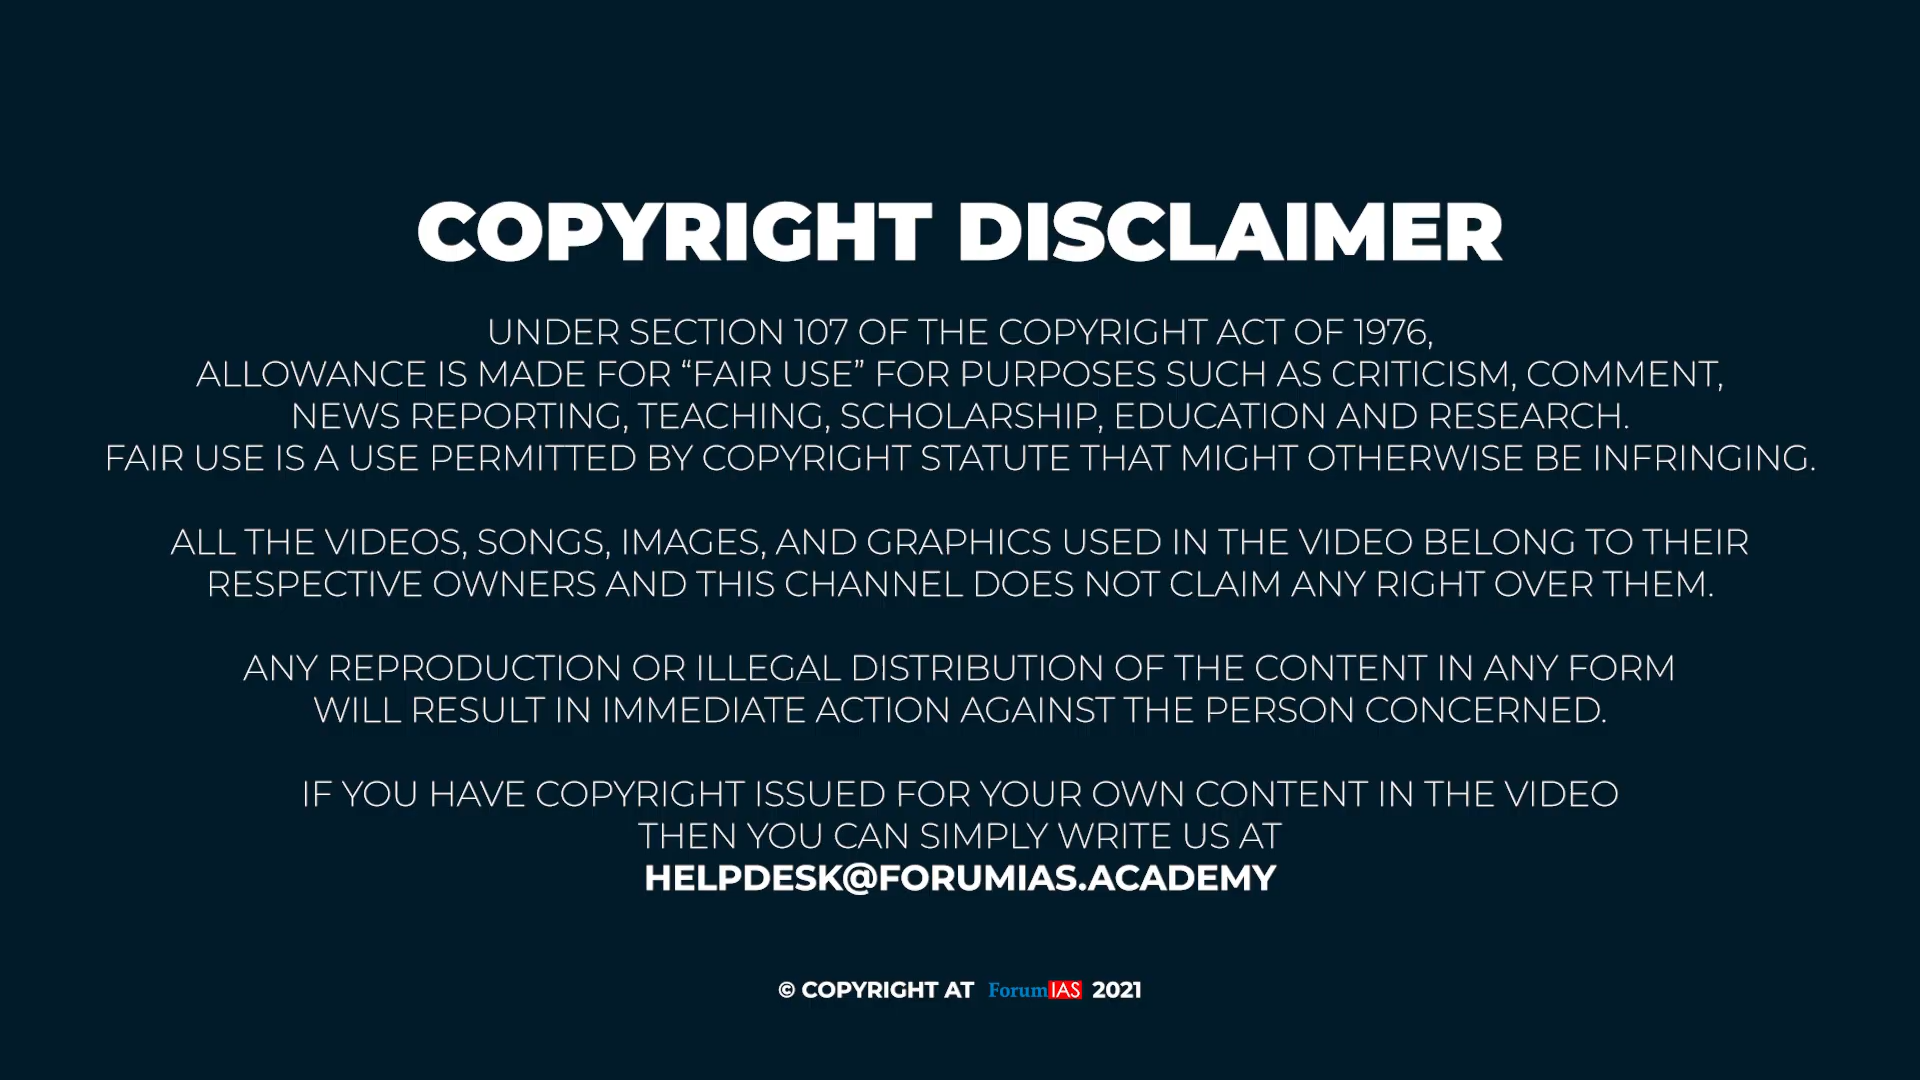 COPYRIGHT DISCLAIMER
UNDER SECTION 107 OF THE COPYRIGHT ACT OF 1976,
ALLOWANCE IS MADE FOR “FAIR USE” FOR PURPOSES SUCH AS CRITICISM, COMMENT,
NEWS REPORTING, TEACHING, SCHOLARSHIP, EDUCATION AND RESEARCH.
FAIR USE IS A USE PERMITTED BY COPYRIGHT STATUTE THAT MIGHT OTHERWISE BE INFRINGING.
ALL THE VIDEOS, SONGS, IMAGES, AND GRAPHICS USED IN THE VIDEO BELONG TO THEIR
RESPECTIVE OWNERS AND THIS CHANNEL DOES NOT CLAIM ANY RIGHT OVER THEM.
ANY REPRODUCTION OR ILLEGAL DISTRIBUTION OF THE CONTENT IN ANY FORM
WILL RESULT IN IMMEDIATE ACTION AGAINST THE PERSON CONCERNED.
IF YOU HAVE COPYRIGHT ISSUED FOR YOUR OWN CONTENT IN THE VIDEO
THEN YOU CAN SIMPLY WRITE US AT
HELPDESK@FORUMIAS.ACADEMY
© COPYRIGHT AT ForumIAS 2021